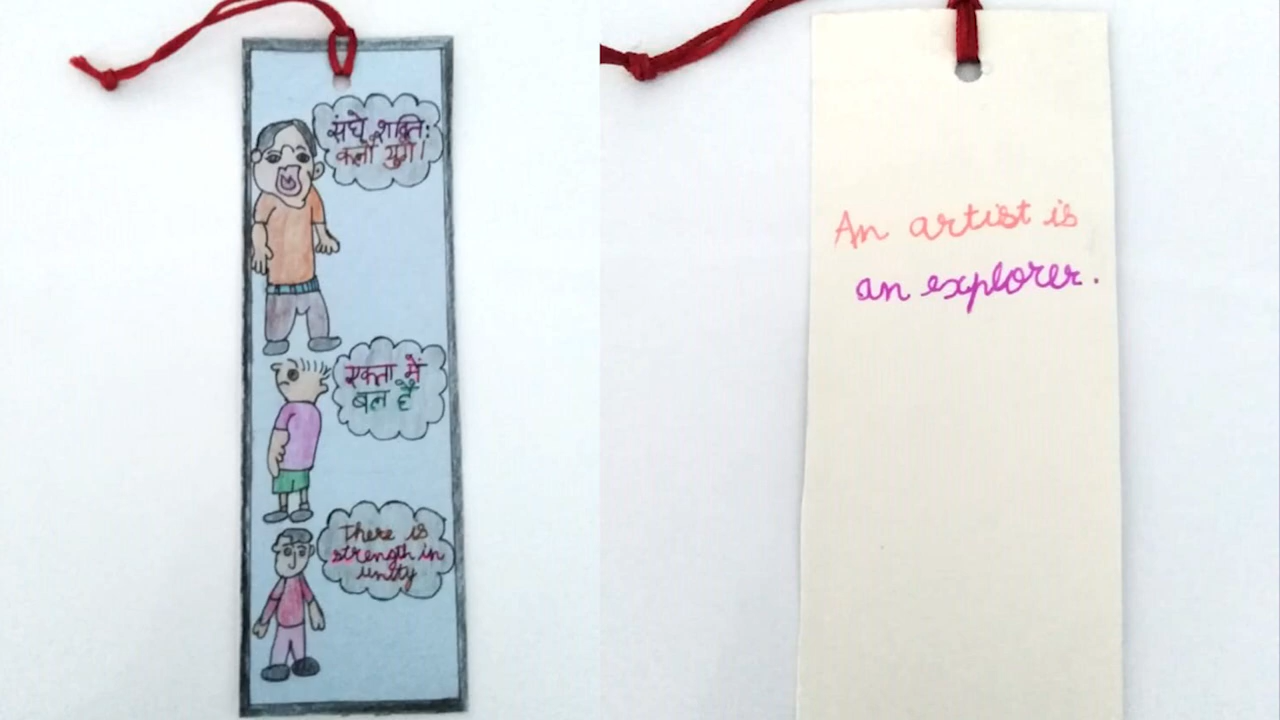 संघे शक्तिः
कलौ युगे।
एकता में
बल है
There is
strength in
unity
An artist is
an explorer.